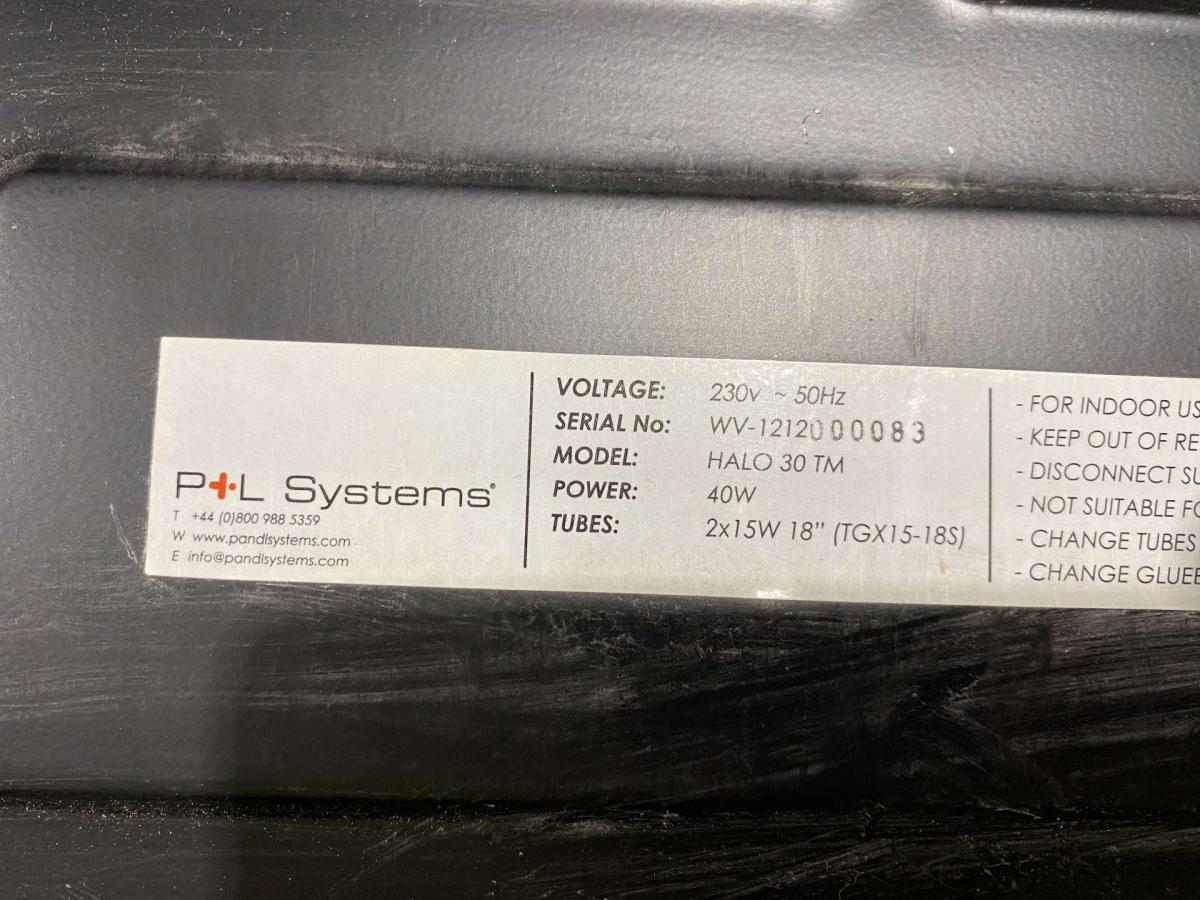 P+L Systems®
T +44 (0)800 988 5359
W www.pandlsystems.com
E info@pandlsystems.com
VOLTAGE: 230v ~ 50Hz
SERIAL No: WV-1212000083
MODEL: HALO 30 TM
POWER: 40W
TUBES: 2x15W 18" (TGX15-18S)
- FOR INDOOR
- KEEP OUT OF
- DISCONNECT
- NOT SUITABLE
- CHANGE TUBES
- CHANGE